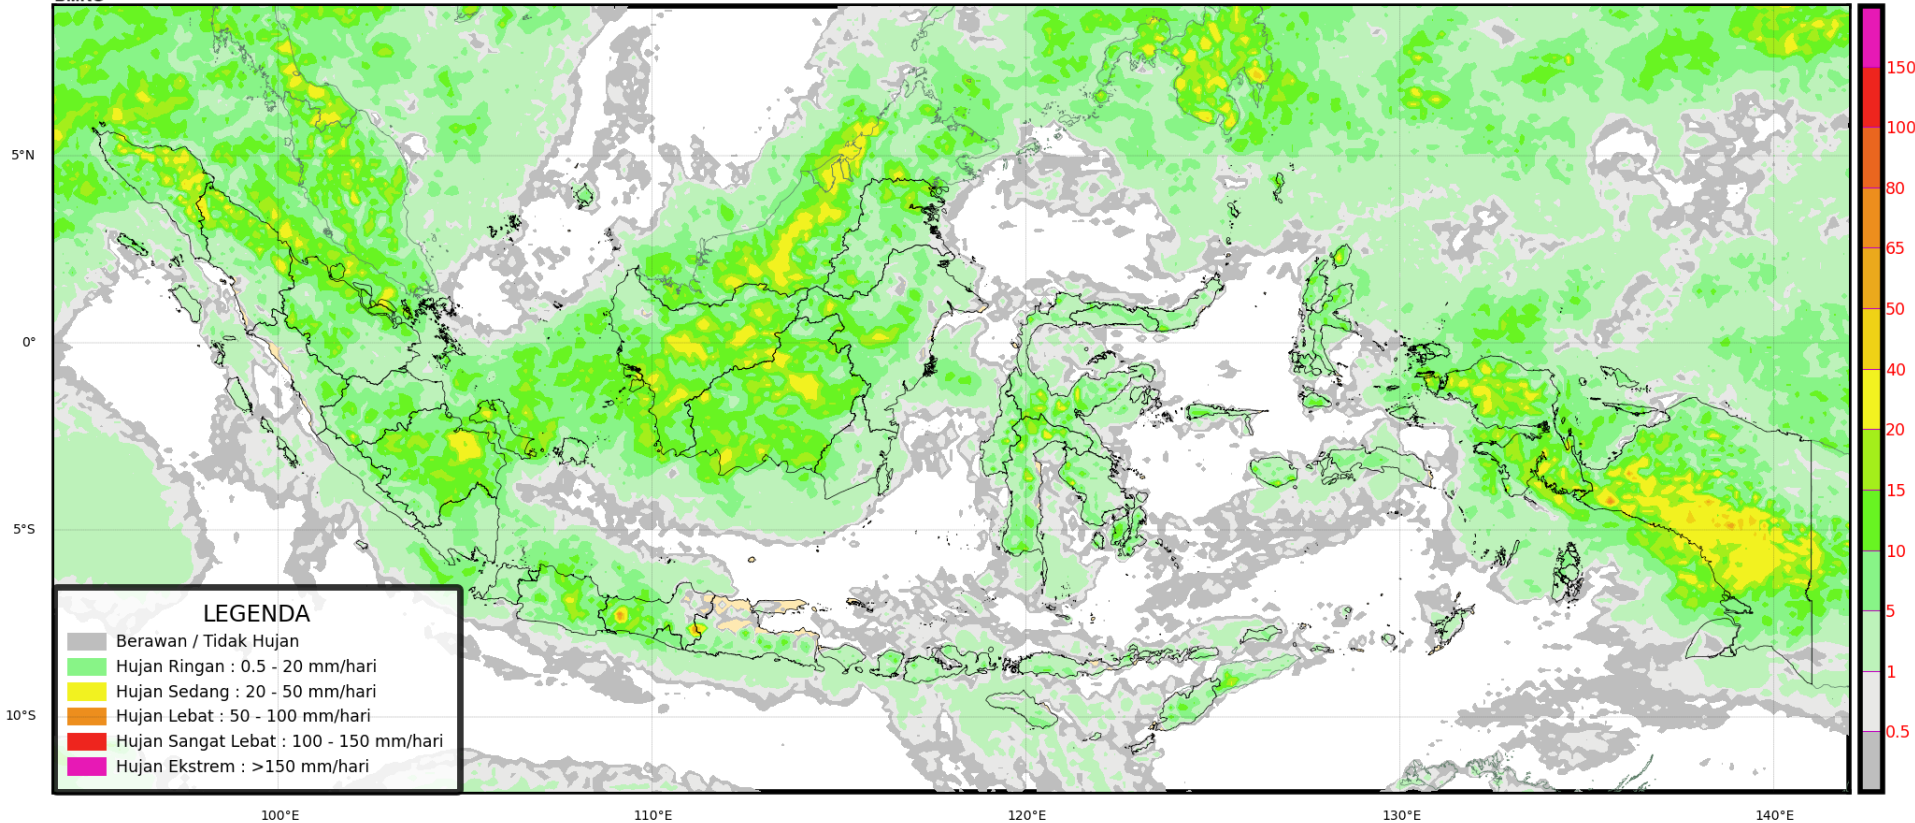 5°N
0°
5°S
10°S
LEGENDA
Berawan / Tidak Hujan
Hujan Ringan : 0.5 - 20 mm/hari
Hujan Sedang : 20 - 50 mm/hari
Hujan Lebat : 50 - 100 mm/hari
Hujan Sangat Lebat : 100 - 150 mm/hari
Hujan Ekstrem : >150 mm/hari
100°E
110°E
120°E
130°E
140°E
150
100
80
65
50
40
20
15
10
5
1
0.5